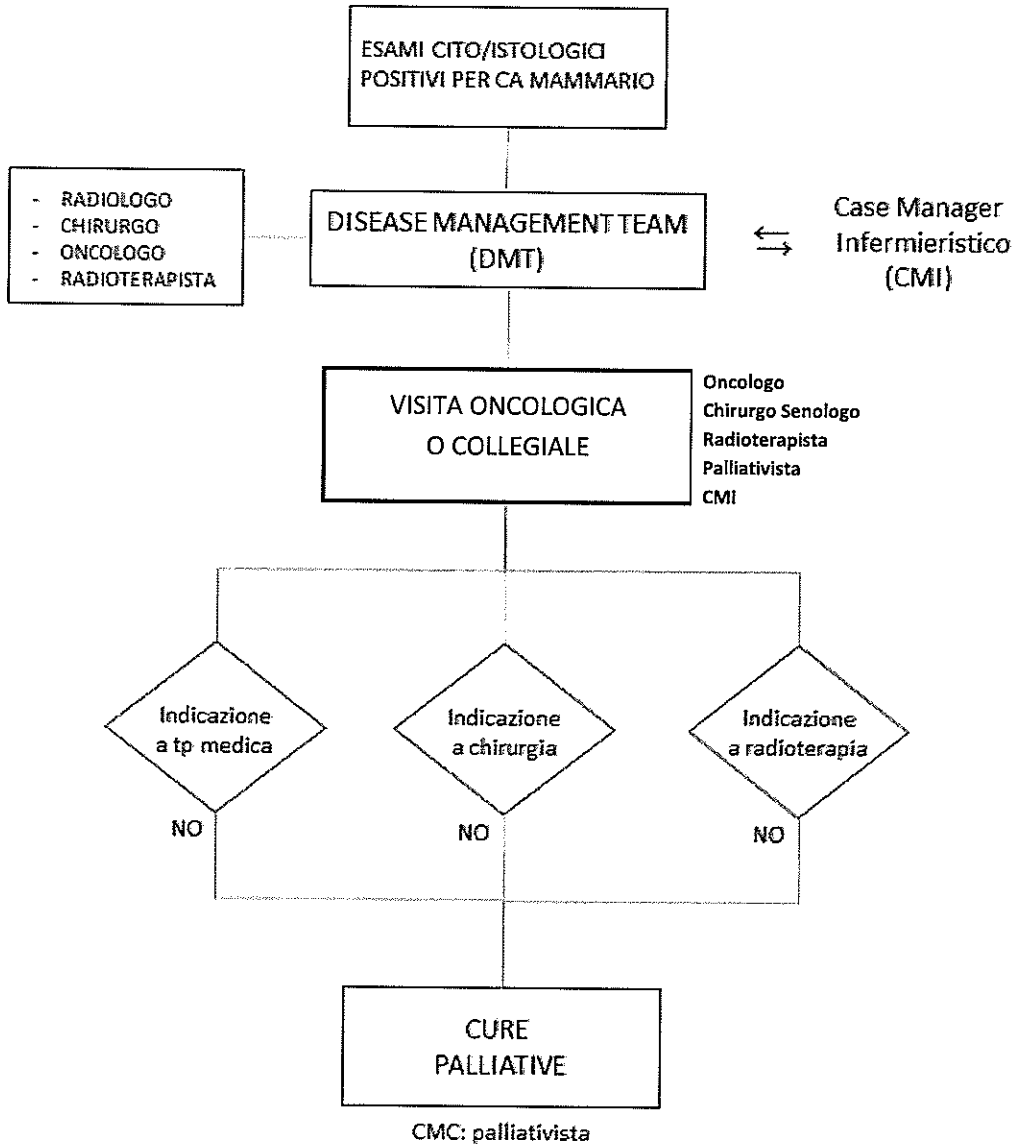 ESAMI CITO/ISTOLOGICI
POSITIVI PER CA MAMMARIO
- RADIOLOGO
- CHIRURGO
- ONCOLOGO
- RADIOTERAPISTA
DISEASE MANAGEMENT TEAM
(DMT)
Case Manager
Infermieristico
(CMI)
VISITA ONCOLOGICA
O COLLEGIALE
Oncologo
Chirurgo Senologo
Radioterapista
Palliativista
CMI
Indicazione
a tp medica
Indicazione
a chirurgia
Indicazione
a radioterapia
NO
NO
NO
CURE
PALLIATIVE
CMC: palliativista